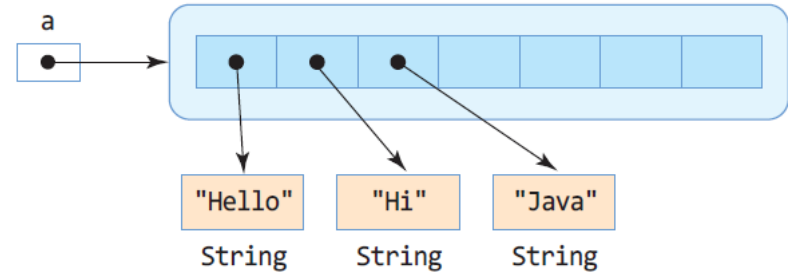 a
"Hello" "Hi" "Java"
String String String